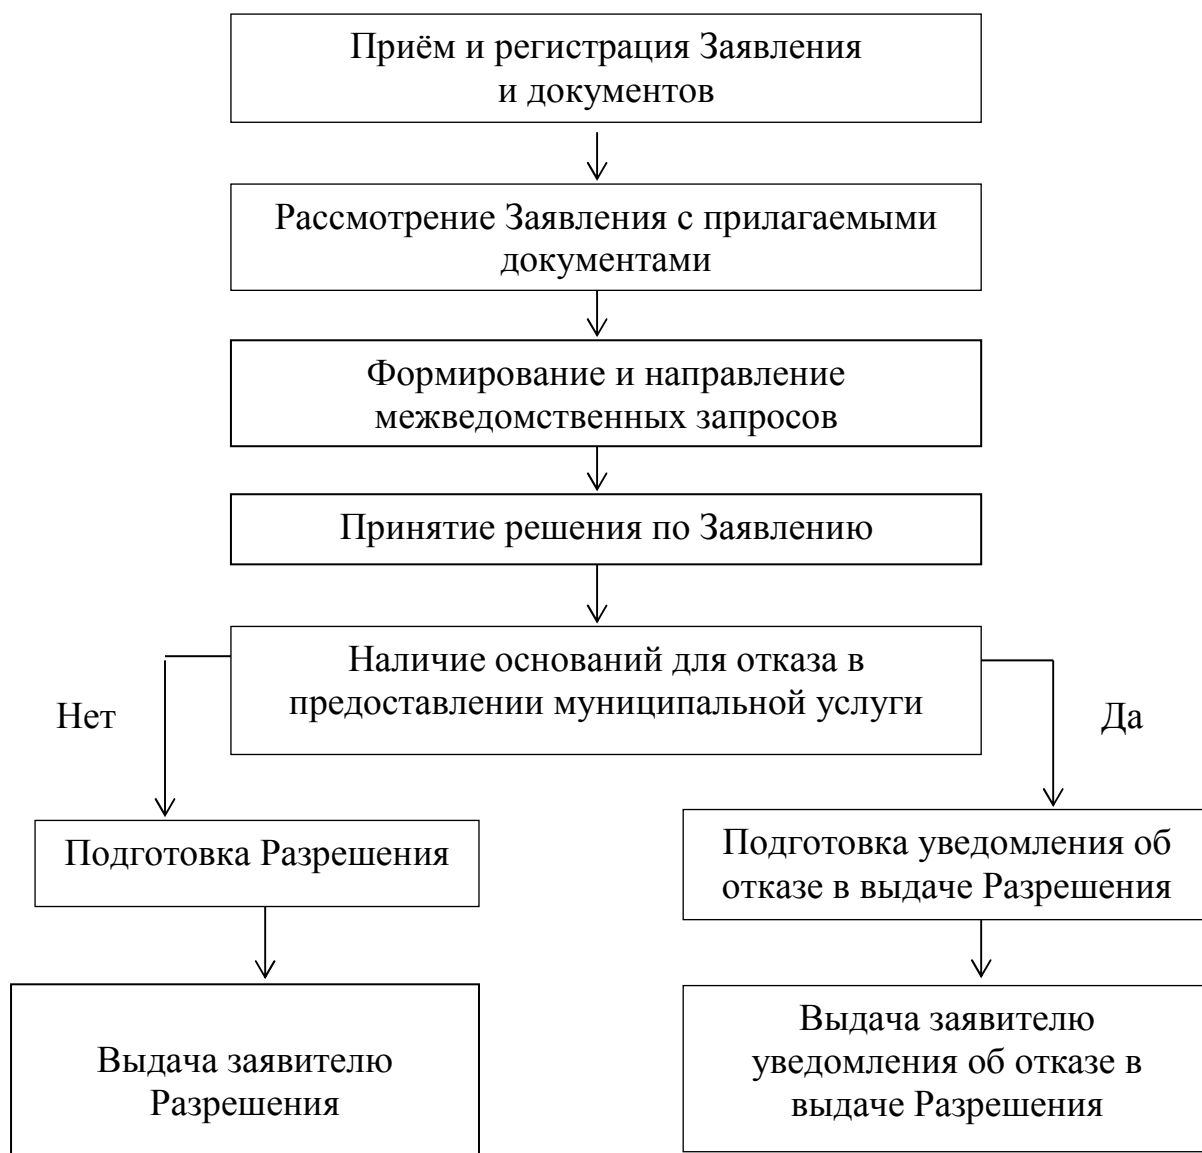 Приём и регистрация Заявления
и документов
Рассмотрение Заявления с прилагаемыми
документами
Формирование и направление
межведомственных запросов
Принятие решения по Заявлению
Наличие оснований для отказа в
предоставлении муниципальной услуги
Нет
Да
Подготовка Разрешения
Подготовка уведомления об
отказе в выдаче Разрешения
Выдача заявителю
Разрешения
Выдача заявителю
уведомления об отказе в
выдаче Разрешения